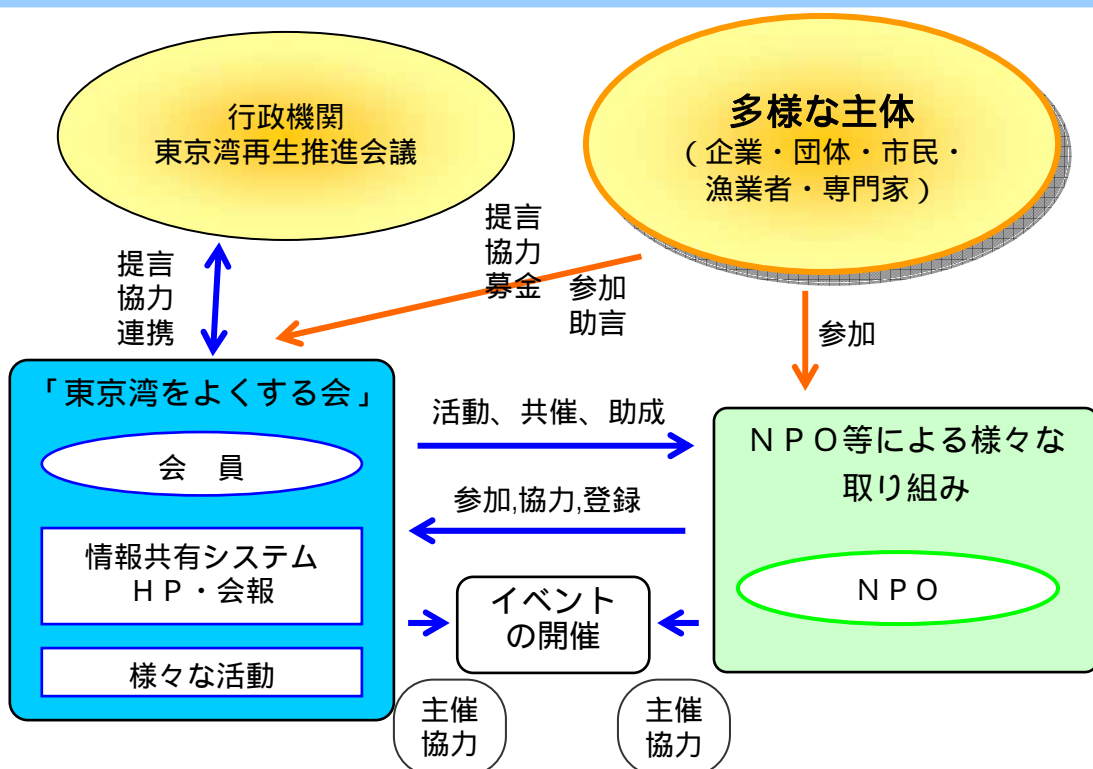 行政機関
東京湾再生推進会議
多様な主体
（企業・団体・市民・
漁業者・専門家）
提言
協力
連携
提言
協力
募金
参加
助言
参加
「東京湾をよくする会」
会　員
情報共有システム
ＨＰ・会報
様々な活動
活動、共催、助成
参加,協力,登録
イベント
の開催
ＮＰＯ等による様々な
取り組み
ＮＰＯ
主催
協力
主催
協力